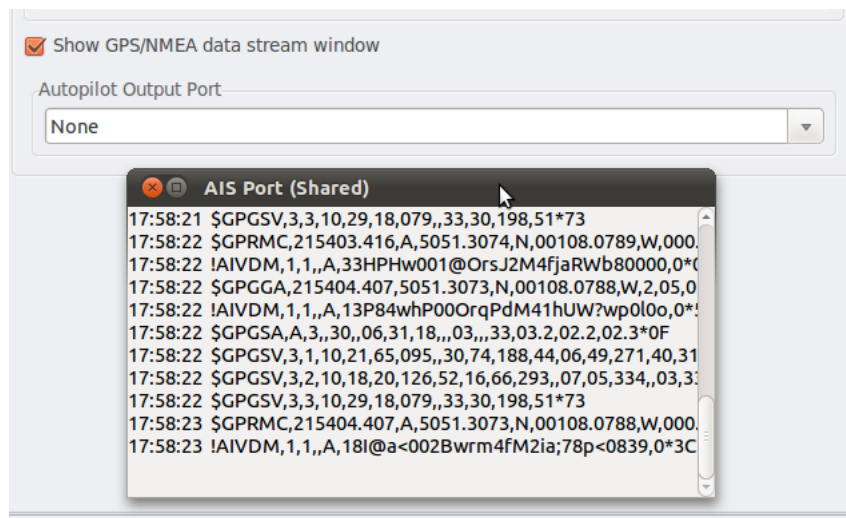 Show GPS/NMEA data stream window
Autopilot Output Port
None
AIS Port (Shared)
17:58:21 $GPGSV,3,3,10,29,18,079,,33,30,198,51*73
17:58:22 $GPRMC,215403.416,A,5051.3074,N,00108.0789,W,000.
17:58:22 !AIVDM,1,1,,A,33HPHw001@OrsJ2M4fjaRWb80000,0*0
17:58:22 $GPGGA,215404.407,5051.3073,N,00108.0788,W,2,05,0
17:58:22 !AIVDM,1,1,,A,13P84whP00OrqPdM41hUW?wp0l0o,0*5
17:58:22 $GPGSA,A,3,,30,,06,31,18,,,03,,,33,03.2,02.2,02.3*0F
17:58:22 $GPGSV,3,1,10,21,65,095,,30,74,188,44,06,49,271,40,31
17:58:22 $GPGSV,3,2,10,18,20,126,52,16,66,293,,07,05,334,,03,33
17:58:22 $GPGSV,3,3,10,29,18,079,,33,30,198,51*73
17:58:23 $GPRMC,215404.407,A,5051.3073,N,00108.0788,W,000.
17:58:23 !AIVDM,1,1,,A,18I@a<002Bwrm4fM2ia;78p<0839,0*3C